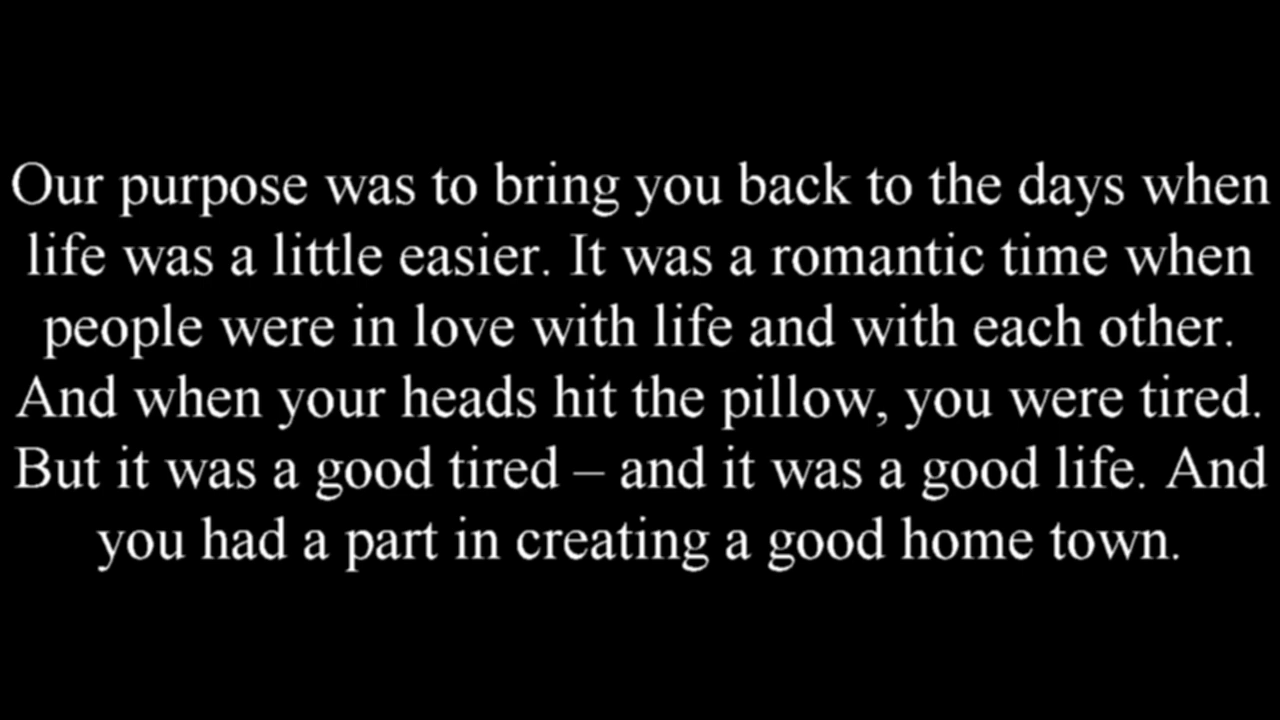 Our purpose was to bring you back to the days when
life was a little easier. It was a romantic time when
people were in love with life and with each other.
And when your heads hit the pillow, you were tired.
But it was a good tired – and it was a good life. And
you had a part in creating a good home town.